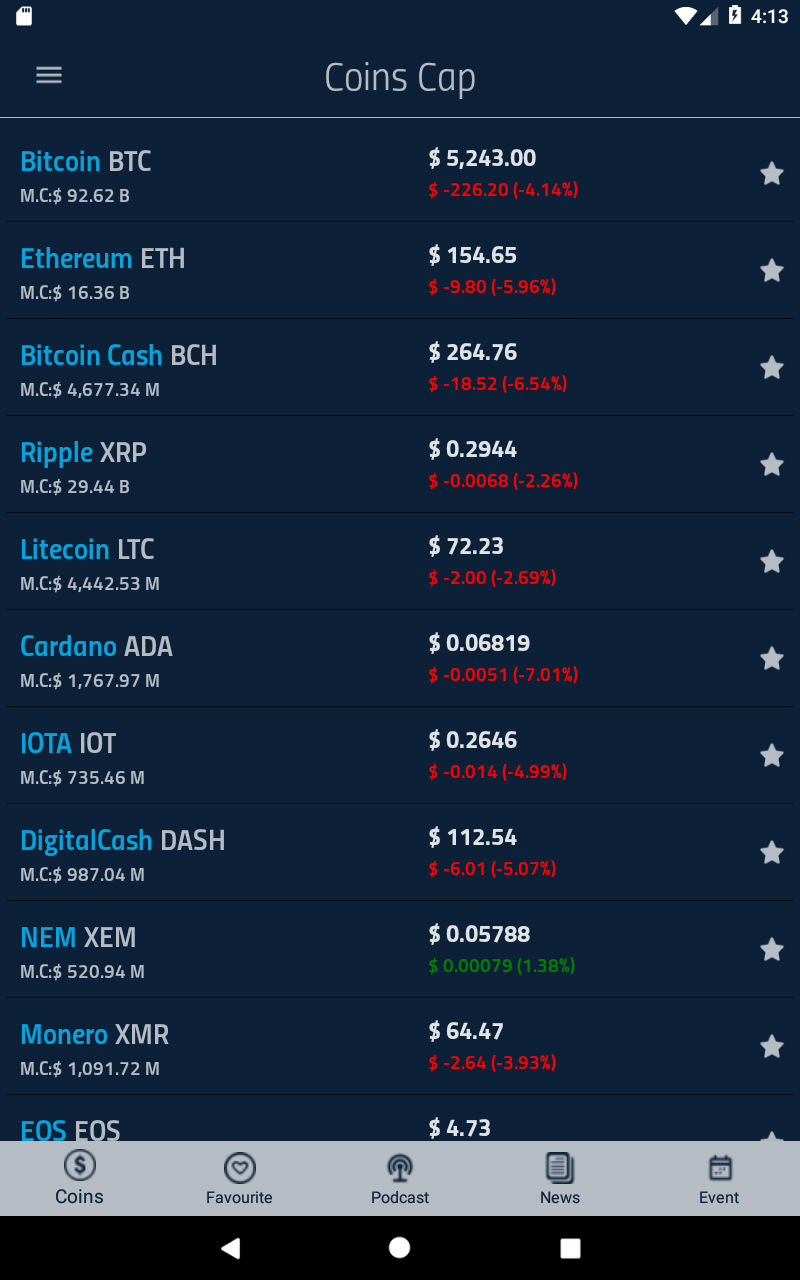 4:13
Coins Cap
Bitcoin BTC
$ 5,243.00
M.C:$ 92.62 B
$ -226.20 (-4.14%)
Ethereum ETH
$ 154.65
M.C:$ 16.36 B
$ -9.80 (-5.96%)
Bitcoin Cash BCH
$ 264.76
M.C:$ 4,677.34 M
$ -18.52 (-6.54%)
Ripple XRP
$ 0.2944
M.C:$ 29.44 B
$ -0.0068 (-2.26%)
Litecoin LTC
$ 72.23
M.C:$ 4,442.53 M
$ -2.00 (-2.69%)
Cardano ADA
$ 0.06819
M.C:$ 1,767.97 M
$ -0.0051 (-7.01%)
IOTA IOT
$ 0.2646
M.C:$ 735.46 M
$ -0.014 (-4.99%)
DigitalCash DASH
$ 112.54
M.C:$ 987.04 M
$ -6.01 (-5.07%)
NEM XEM
$ 0.05788
M.C:$ 520.94 M
$ 0.00079 (1.38%)
Monero XMR
$ 64.47
M.C:$ 1,091.72 M
$ -2.64 (-3.93%)
EOS EOS
$ 4.73
Coins
Favourite
Podcast
News
Event